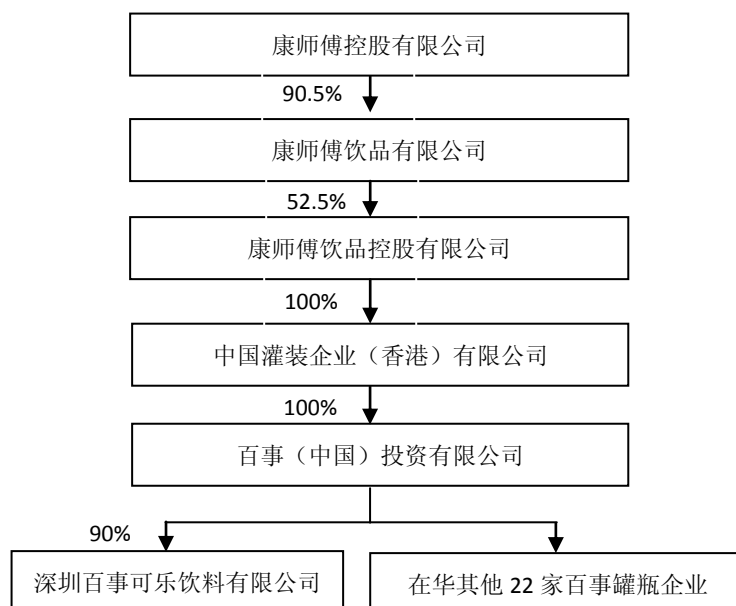 康师傅控股有限公司
90.5%
康师傅饮品有限公司
52.5%
康师傅饮品控股有限公司
100%
中国灌装企业（香港）有限公司
100%
百事（中国）投资有限公司
90%
深圳百事可乐饮料有限公司
在华其他 22 家百事罐瓶企业